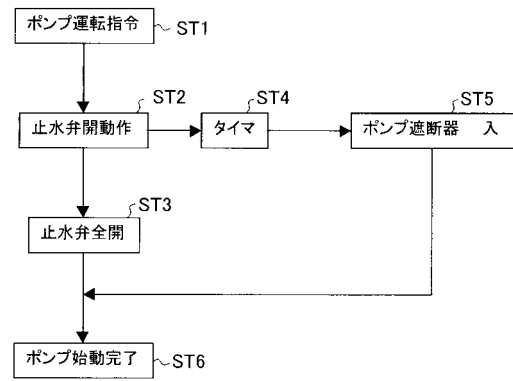 ポンプ運転指令 ST1
ST2 ST4 ST5
止水弁開動作 タイマ ポンプ遮断器 入
ST3
止水弁全開
ポンプ始動完了 ST6